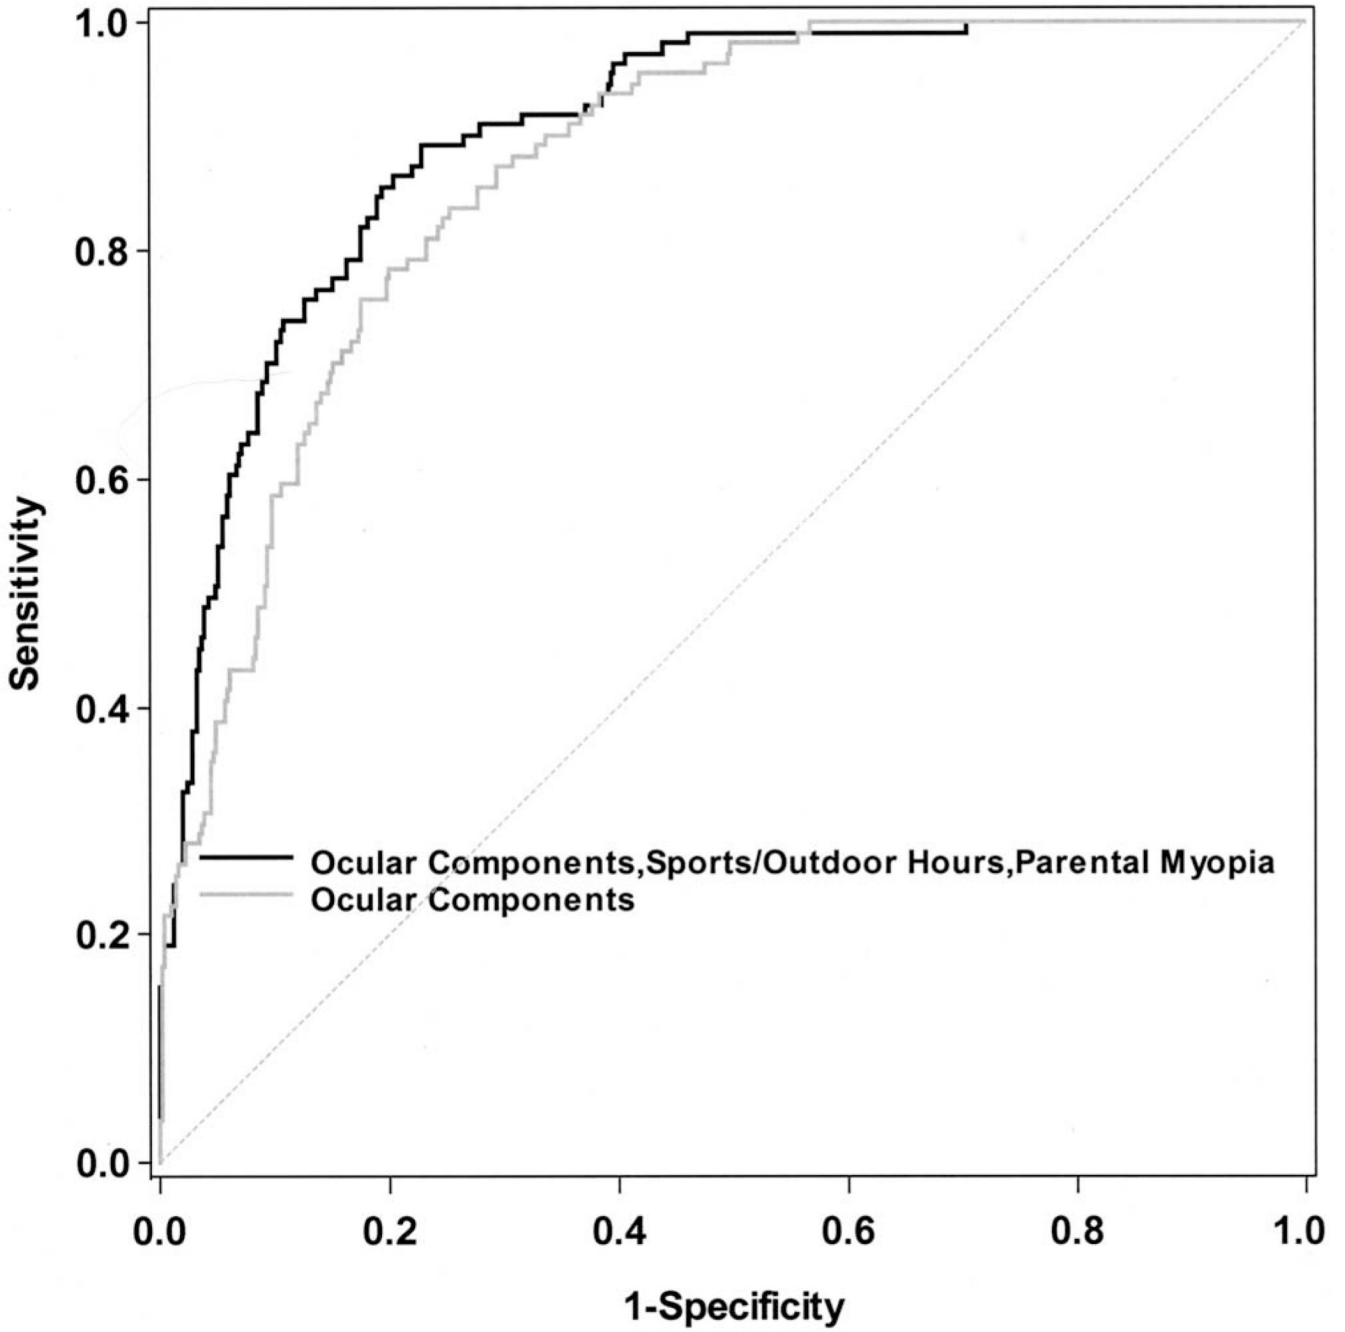 1.0
0.8
0.6
0.4
0.2
0.0
Sensitivity
Ocular Components,Sports/Outdoor Hours,Parental Myopia
Ocular Components
0.0 0.2 0.4 0.6 0.8 1.0
1-Specificity